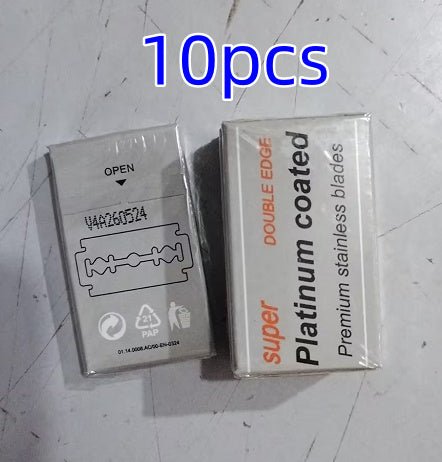 10pcs
OPEN
V4A260524
21
PAP
01.14.0008.AC/00-EN-0324
super DOUBLE EDGE
Platinum coated
Premium stainless blades